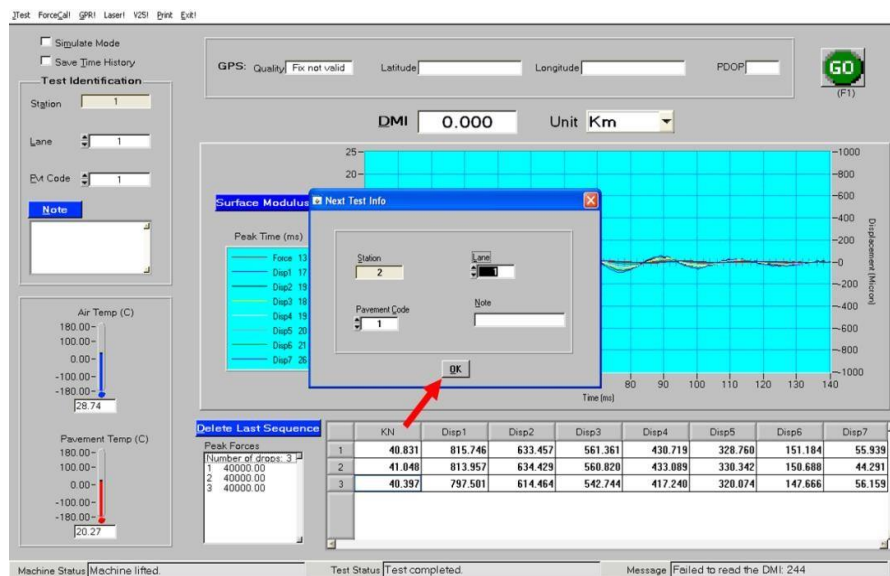 JTest ForceCal! GPR! Laser! V25! Print Exit!
Simulate Mode
Save Time History
Test Identification
Station 1
Lane 1
Pvt Code 1
Note
GPS: Quality Fix not valid Latitude Longitude PDOP
GO
(F1)
DMI 0.000 Unit Km
25
20
1000
800
600
400
200
0
-200
-400
-600
-800
-1000
Displacement (Micron)
Surface Modulus
Peak Time (ms)
Force 13
Disp1 17
Disp2 19
Disp3 18
Disp4 19
Disp5 20
Disp6 21
Disp7 26
80 90 100 110 120 130 140
Time (ms)
Next Test Info
Station
2
Lane
1
Pavement Code
1
Note
OK
Air Temp (C)
180.00
100.00
0.00
-100.00
-180.00
28.74
Pavement Temp (C)
180.00
100.00
0.00
-100.00
-180.00
20.27
Delete Last Sequence
Peak Forces
Number of drops: 3
1 40000.00
2 40000.00
3 40000.00
KN Disp1 Disp2 Disp3 Disp4 Disp5 Disp6 Disp7
1 40.831 815.746 633.457 561.361 430.719 328.760 151.184 55.939
2 41.048 813.957 634.429 560.820 433.089 330.342 150.688 44.291
3 40.397 797.501 614.464 542.744 417.240 320.074 147.666 56.159
Machine Status Machine lifted. Test Status Test completed. Message Failed to read the DMI: 244